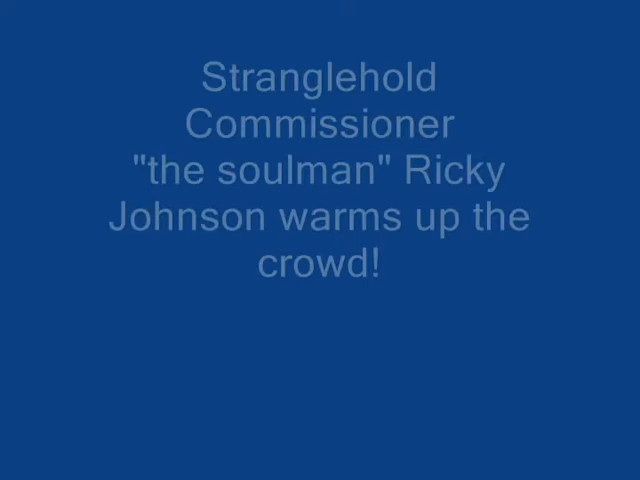 Stranglehold
Commissioner
"the soulman" Ricky
Johnson warms up the
crowd!